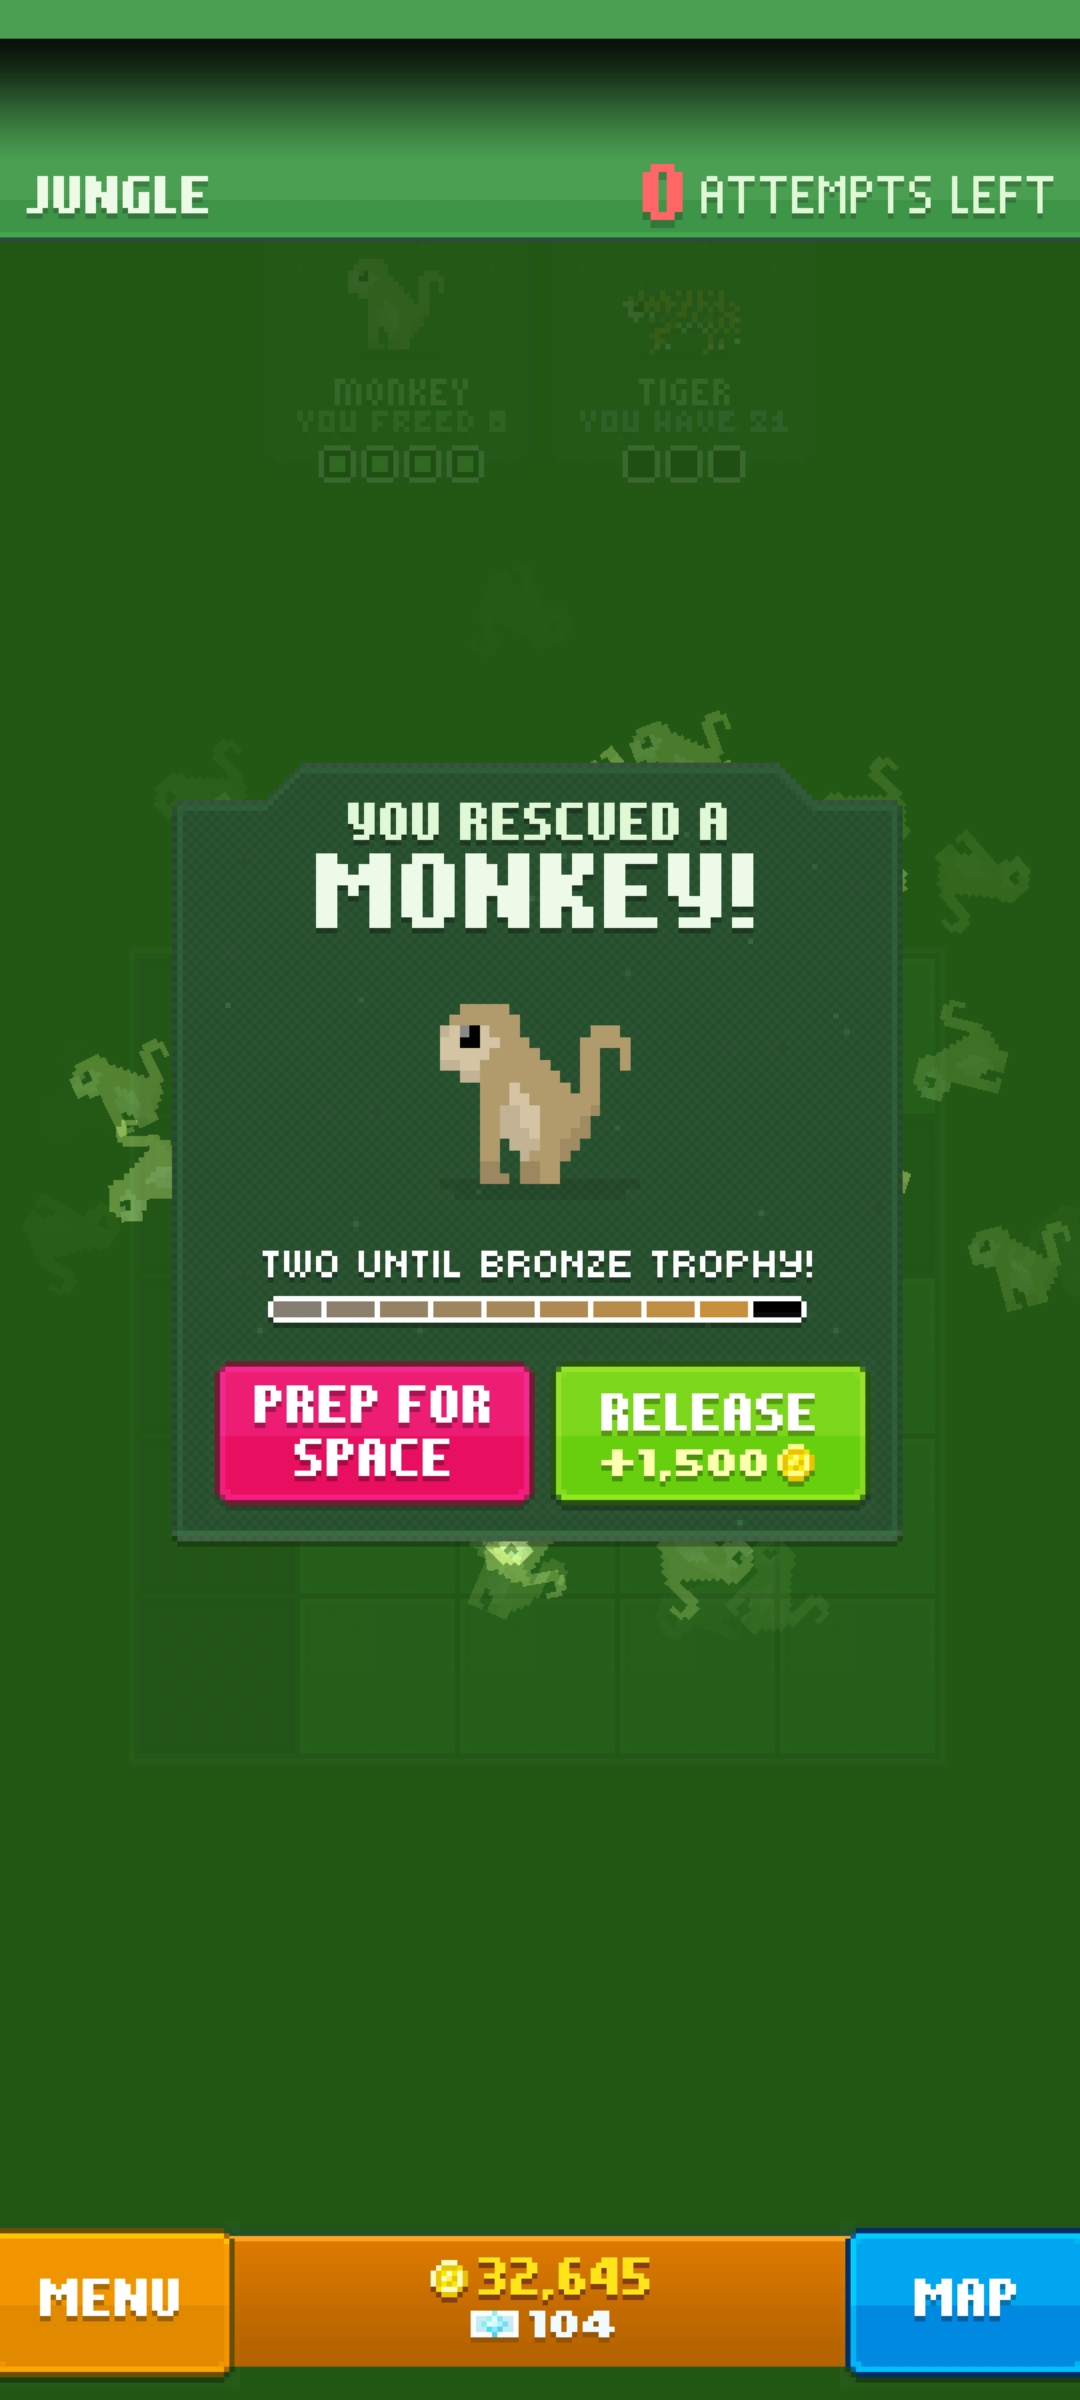 JUNGLE
0 ATTEMPTS LEFT
MONKEY
YOU FREED 8
TIGER
YOU HAVE 21
YOU RESCUED A
MONKEY!
TWO UNTIL BRONZE TROPHY!
PREP FOR
SPACE
RELEASE
+1,500
MENU
32,645
104
MAP